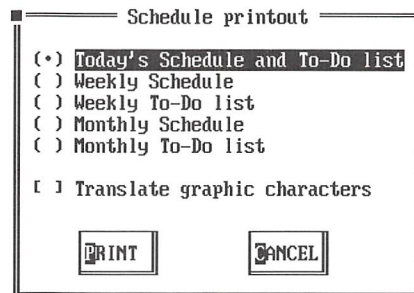 Schedule printout
(•) Today's Schedule and To-Do list
( ) Weekly Schedule
( ) Weekly To-Do list
( ) Monthly Schedule
( ) Monthly To-Do list
[ ] Translate graphic characters
PRINT CANCEL